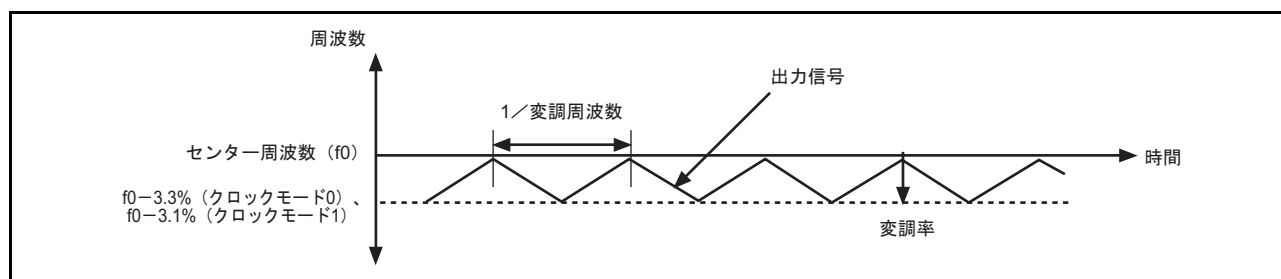 周波数
出力信号
1／変調周波数
センター周波数（f0）
時間
f0－3.3%（クロックモード0）、
f0－3.1%（クロックモード1）
変調率